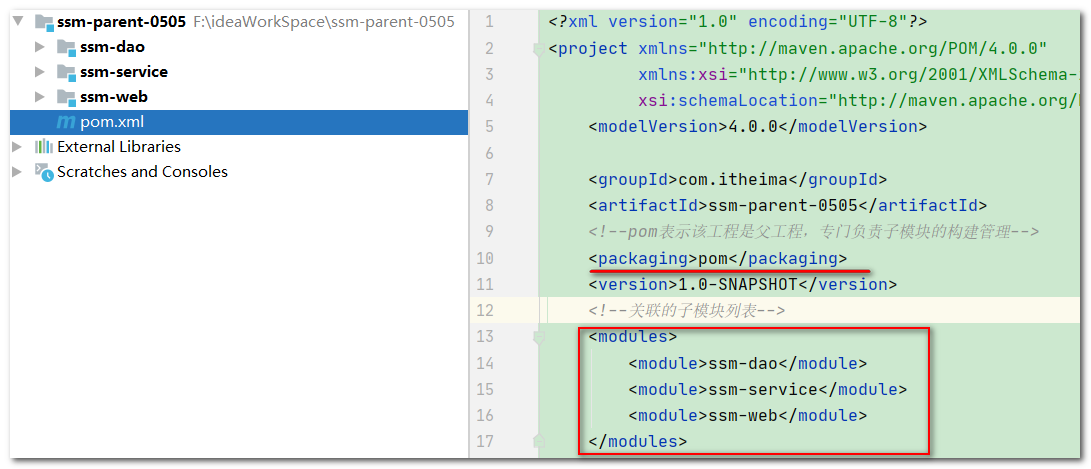 ssm-parent-0505 F:\ideaWorkSpace\ssm-parent-0505
ssm-dao
ssm-service
ssm-web
pom.xml
External Libraries
Scratches and Consoles
1 <?xml version="1.0" encoding="UTF-8"?>
2 <project xmlns="http://maven.apache.org/POM/4.0.0"
3 xmlns:xsi="http://www.w3.org/2001/XMLSchema-
4 xsi:schemaLocation="http://maven.apache.org/
5 <modelVersion>4.0.0</modelVersion>
6
7 <groupId>com.itheima</groupId>
8 <artifactId>ssm-parent-0505</artifactId>
9 <!--pom表示该工程是父工程，专门负责子模块的构建管理-->
10 <packaging>pom</packaging>
11 <version>1.0-SNAPSHOT</version>
12 <!--关联的子模块列表-->
13 <modules>
14 <module>ssm-dao</module>
15 <module>ssm-service</module>
16 <module>ssm-web</module>
17 </modules>